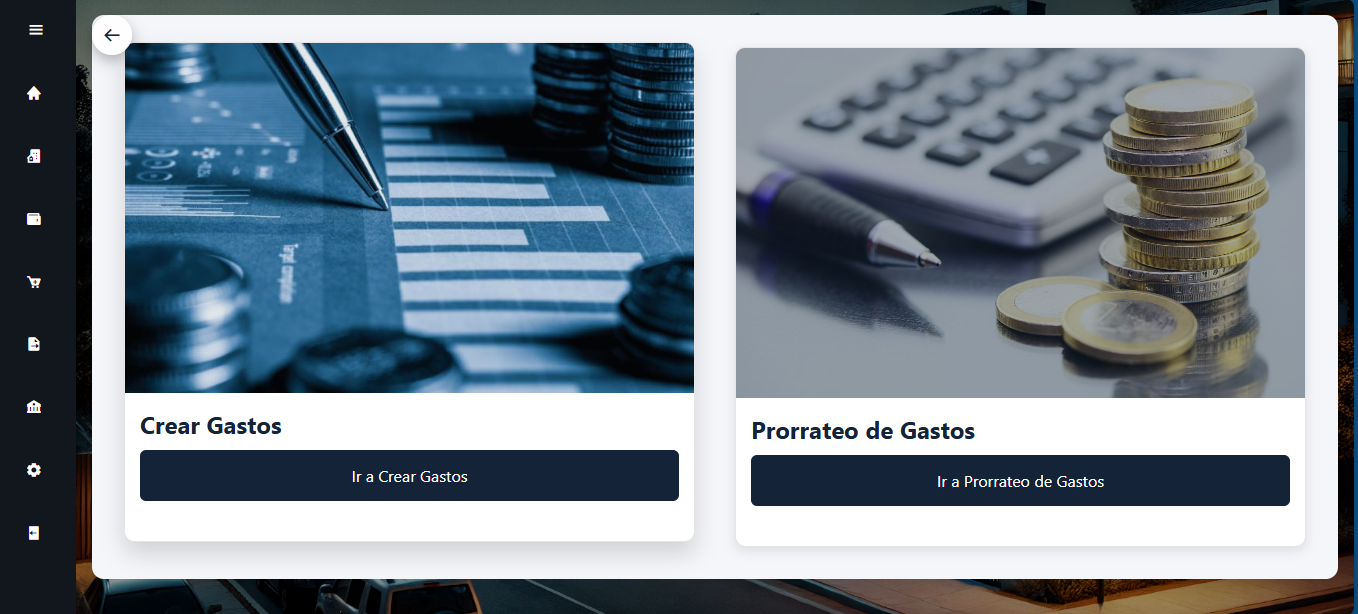 Crear Gastos
Ir a Crear Gastos
Prorrateo de Gastos
Ir a Prorrateo de Gastos